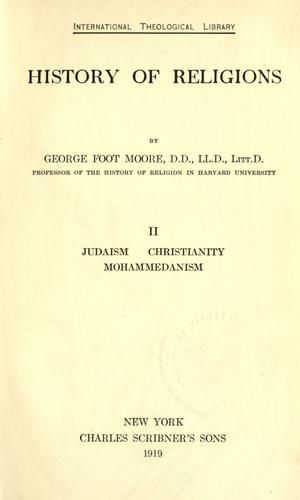 International Theological Library
HISTORY OF RELIGIONS
BY
GEORGE FOOT MOORE, D.D., LL.D., Litt.D.
PROFESSOR OF THE HISTORY OF RELIGION IN HARVARD UNIVERSITY
II
JUDAISM CHRISTIANITY
MOHAMMEDANISM
NEW YORK
CHARLES SCRIBNER'S SONS
1919